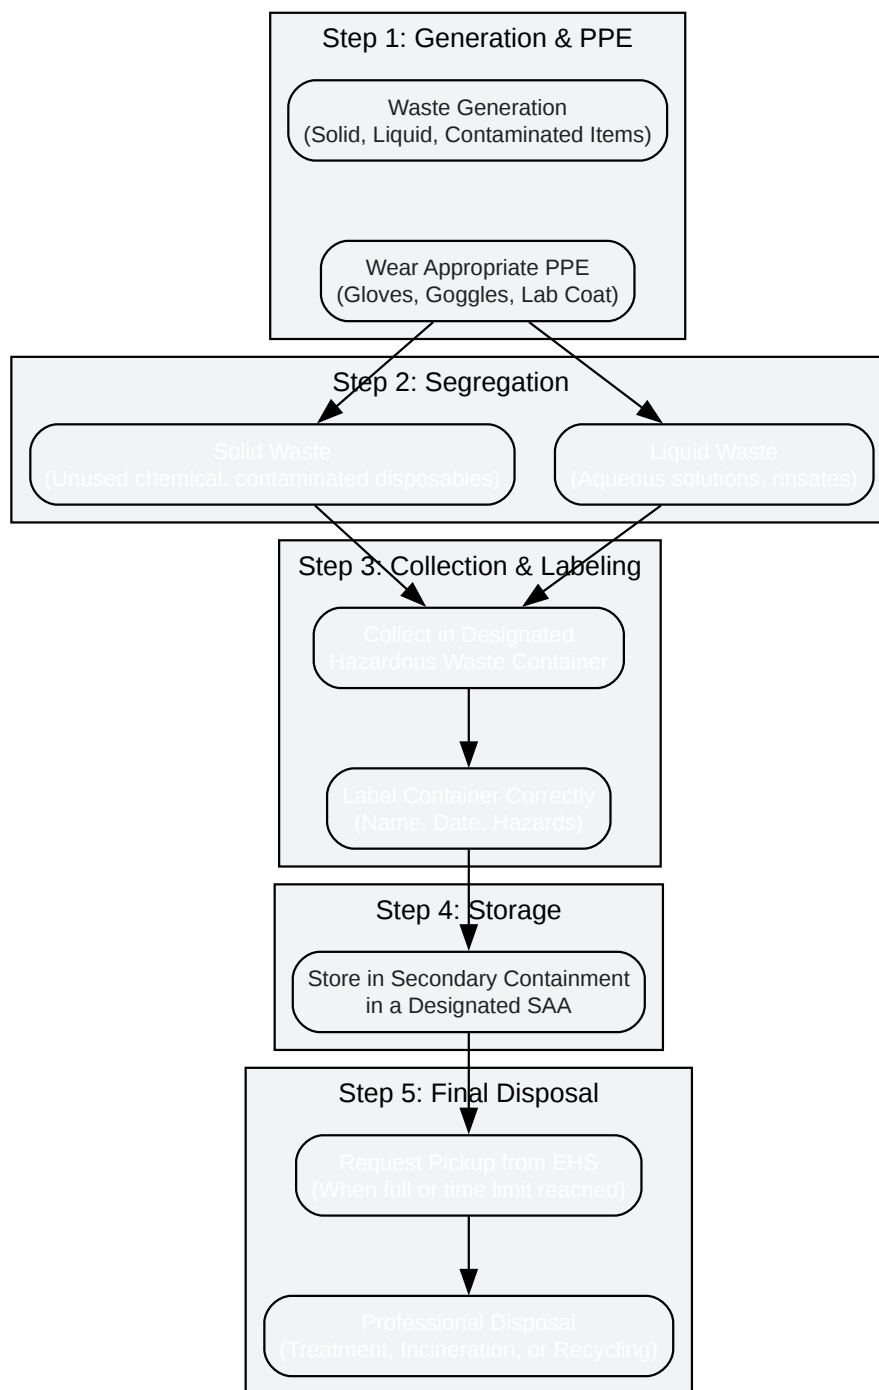 Step 1: Generation & PPE
Waste Generation
(Solid, Liquid, Contaminated Items)
Wear Appropriate PPE
(Gloves, Goggles, Lab Coat)
Step 2: Segregation
Solid Waste
(Unused chemical, contaminated disposables)
Liquid Waste
(Aqueous solutions, rinsates)
Step 3: Collection & Labeling
Collect in Designated
Hazardous Waste Container
Label Container Correctly
(Name, Date, Hazards)
Step 4: Storage
Store in Secondary Containment
in a Designated SAA
Step 5: Final Disposal
Request Pickup from EHS
(When full or time limit reached)
Professional Disposal
(Treatment, Incineration, or Recycling)